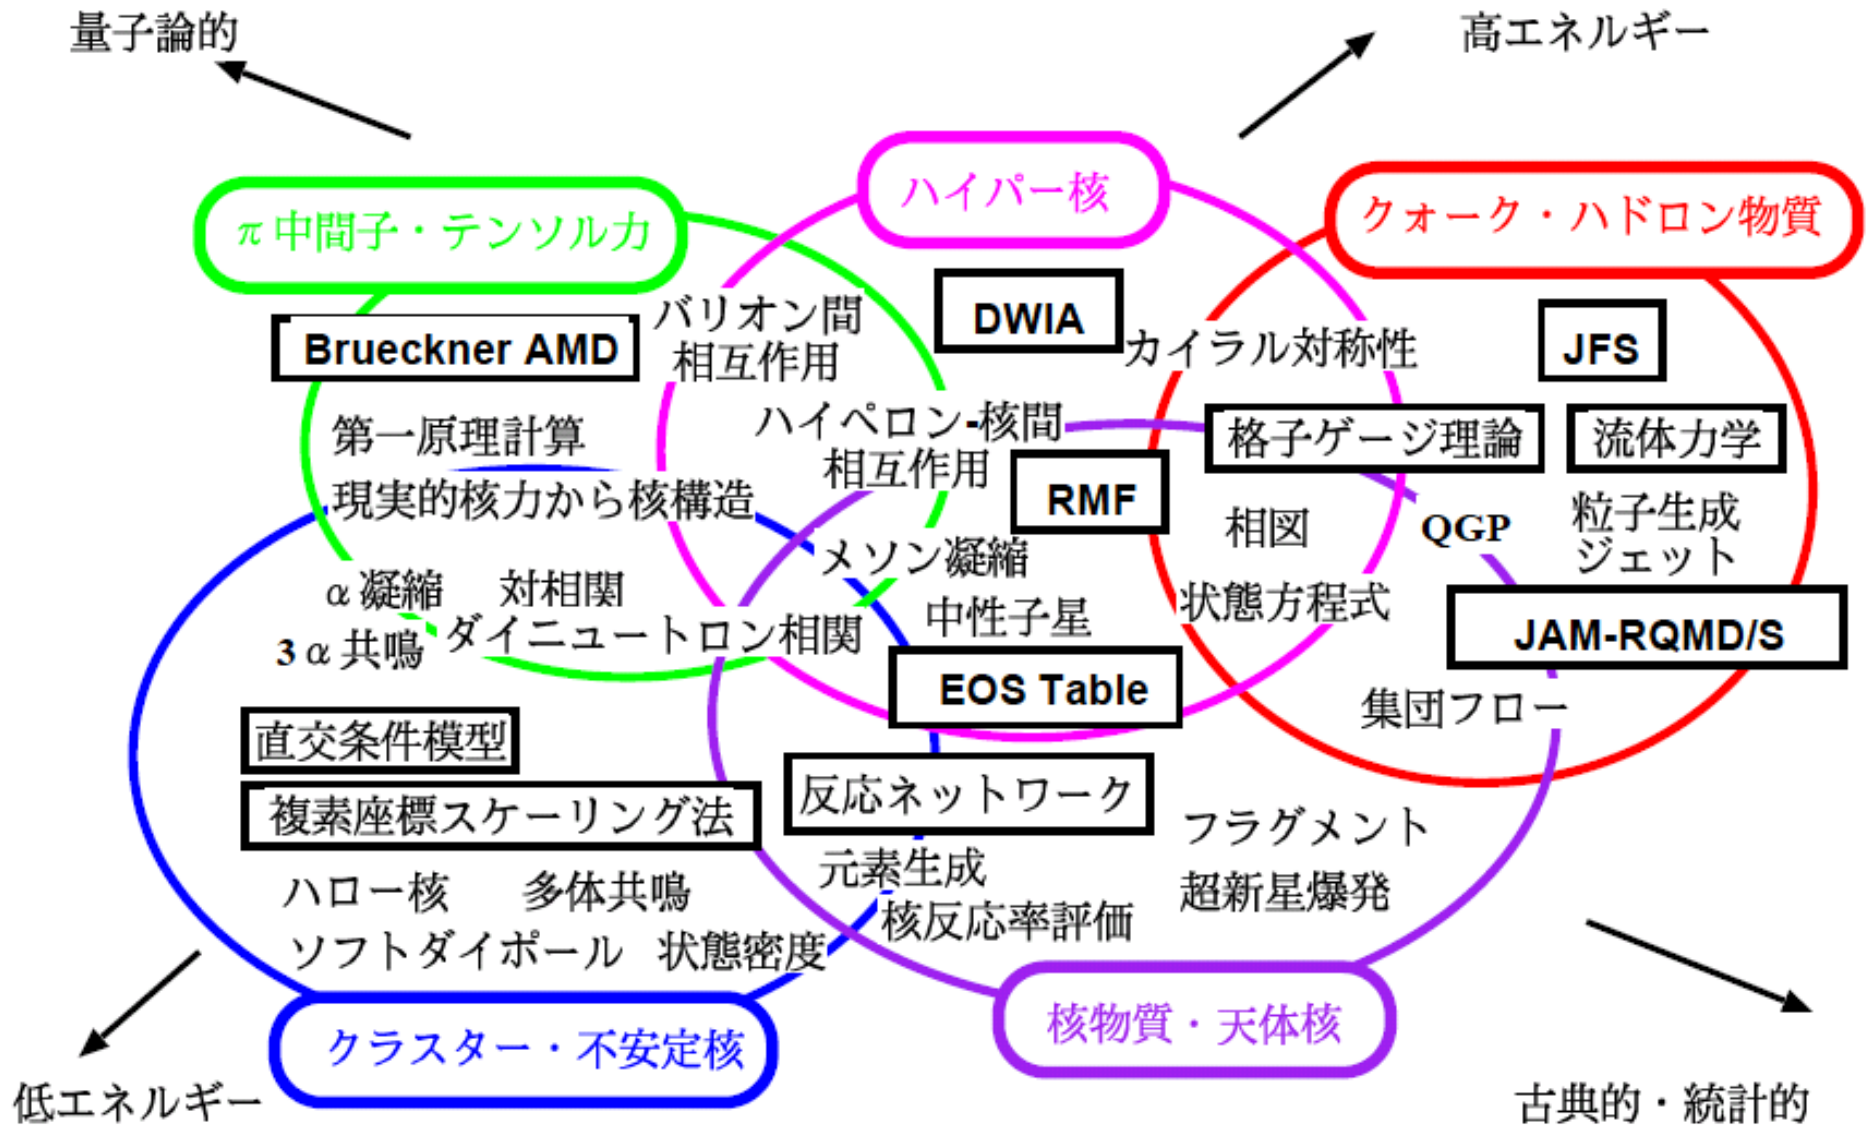 量子論的
高エネルギー
ハイパー核
π中間子・テンソル力
クォーク・ハドロン物質
DWIA
バリオン間
相互作用
Brueckner AMD
カイラル対称性
JFS
ハイペロン-核間
相互作用
第一原理計算
格子ゲージ理論
流体力学
現実的核力から核構造
RMF
相図
QGP
粒子生成
ジェット
メソン凝縮
α凝縮
対相関
中性子星
状態方程式
3α共鳴
ダイニュートロン相関
JAM-RQMD/S
EOS Table
集団フロー
直交条件模型
複素座標スケーリング法
反応ネットワーク
フラグメント
元素生成
ハロー核
多体共鳴
超新星爆発
核反応率評価
ソフトダイポール
状態密度
クラスター・不安定核
核物質・天体核
低エネルギー
古典的・統計的